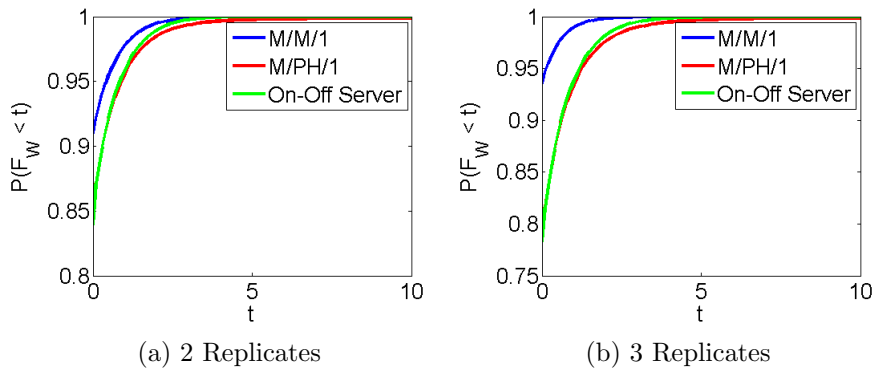 1
0.95
0.9
0.85
0.8
0
5
10
P(F_W < t)
t
M/M/1
M/PH/1
On-Off Server
(a) 2 Replicates
1
0.95
0.9
0.85
0.8
0.75
0
5
10
P(F_W < t)
t
M/M/1
M/PH/1
On-Off Server
(b) 3 Replicates